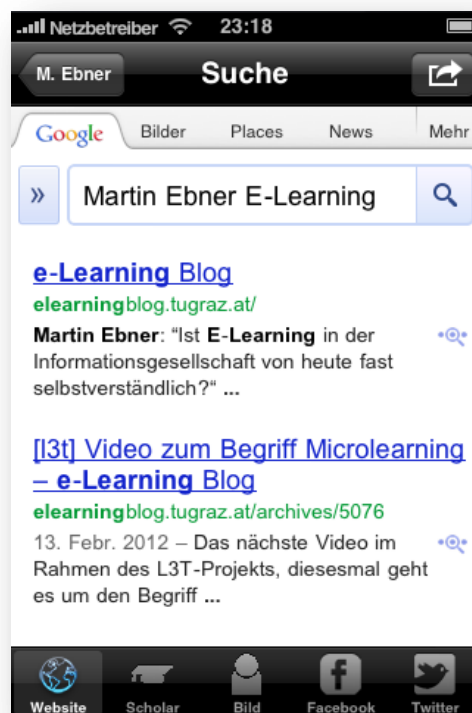 Netzbetreiber 23:18
M. Ebner Suche
Google Bilder Places News Mehr
» Martin Ebner E-Learning
e-Learning Blog
elearningblog.tugraz.at/
Martin Ebner: "Ist E-Learning in der
Informationsgesellschaft von heute fast
selbstverständlich?" ...
[l3t] Video zum Begriff Microlearning
– e-Learning Blog
elearningblog.tugraz.at/archives/5076
13. Febr. 2012 – Das nächste Video im
Rahmen des L3T-Projekts, diesesmal geht
es um den Begriff ...
Website Scholar Bild Facebook Twitter